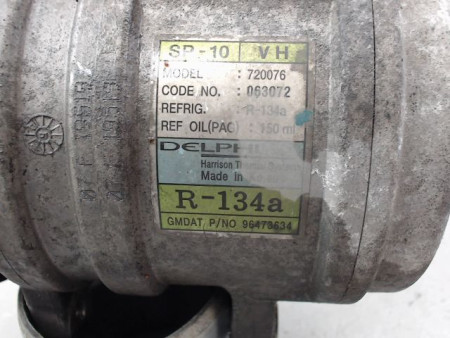 SP-10 VH
MODEL : 720076
CODE NO. : 063072
REFRIG. : R-134a
REF OIL(PAG) : 150 ml
DELPHI
Harrison
Made in
R-134a
GMDAT P/NO 96473634